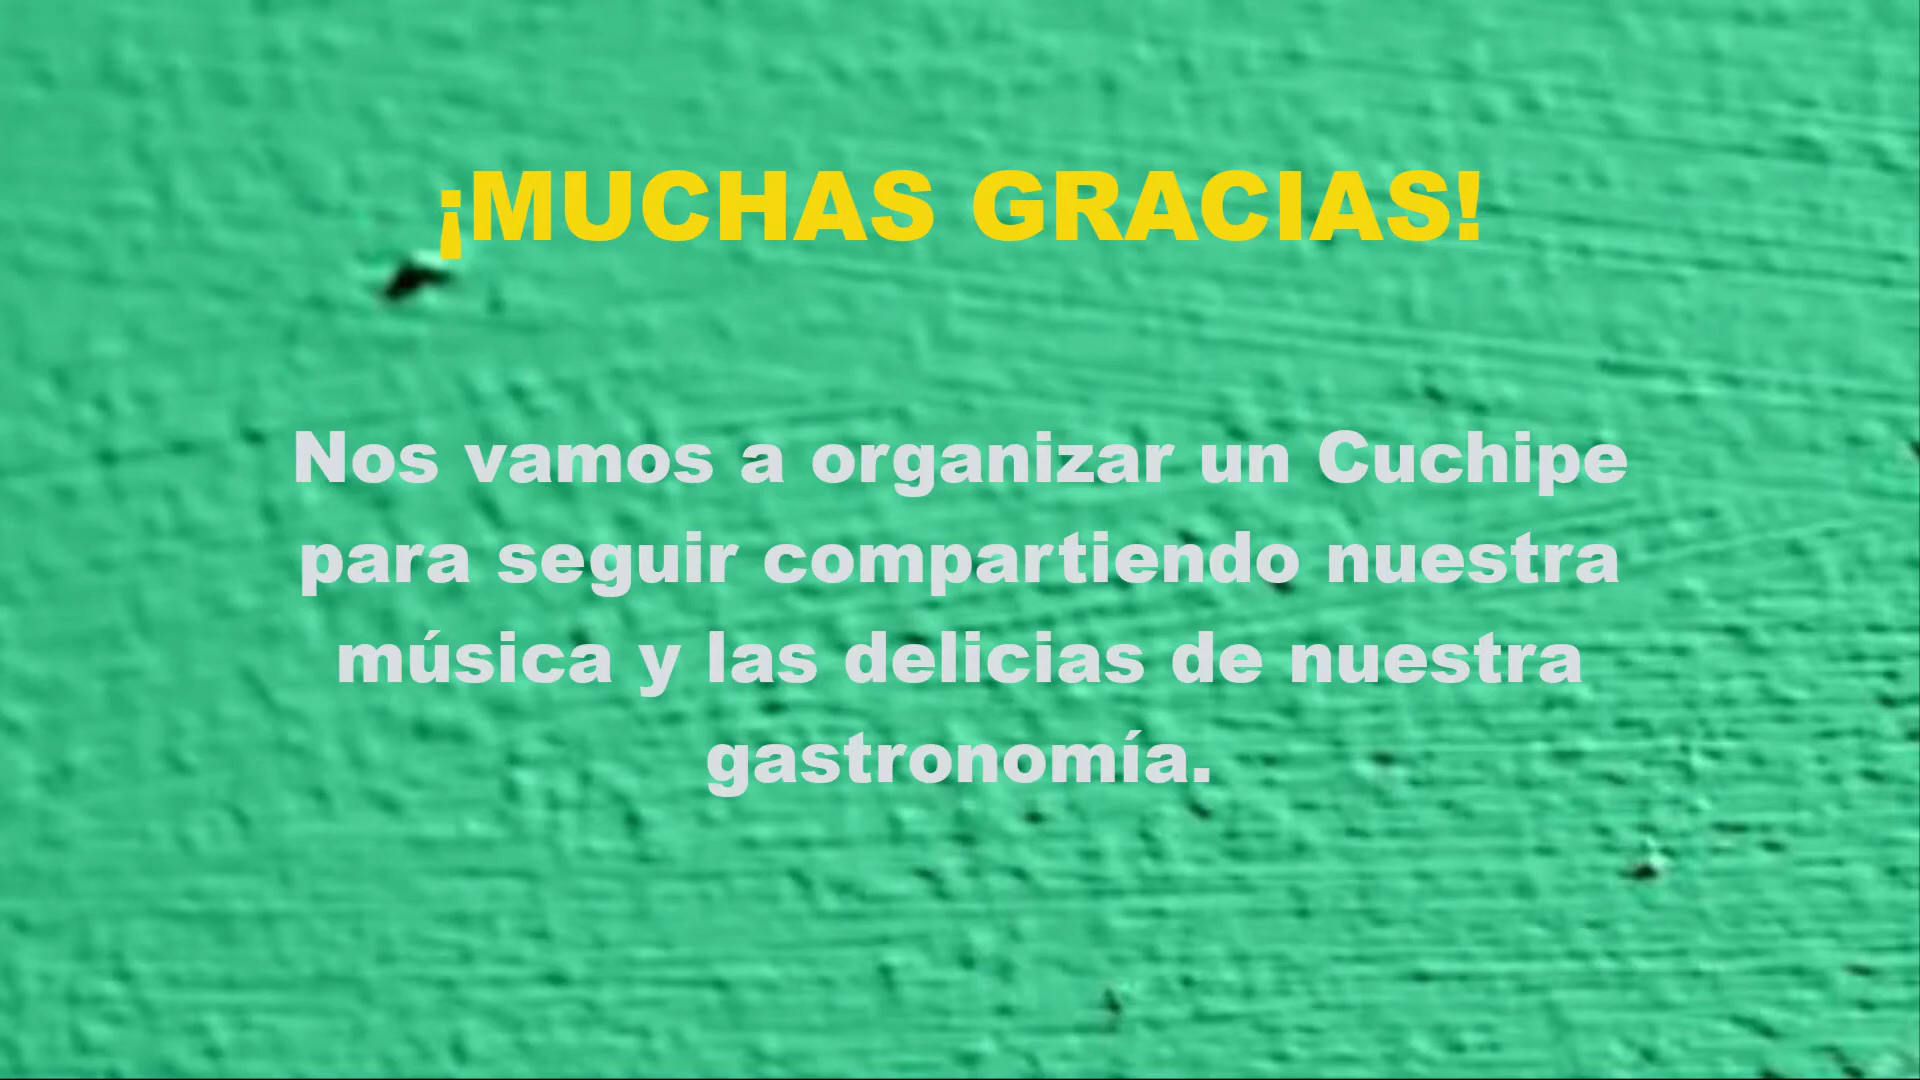 ¡MUCHAS GRACIAS!
Nos vamos a organizar un Cuchipe
para seguir compartiendo nuestra
música y las delicias de nuestra
gastronomía.